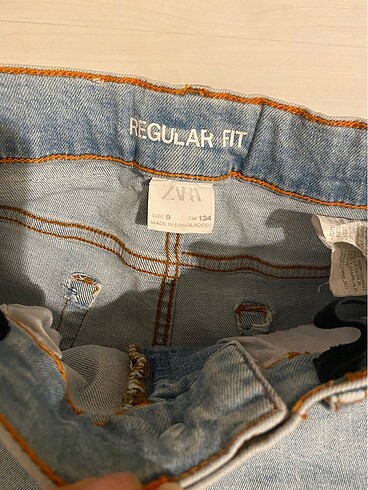 REGULAR FIT
ZARA
SIZE 9 CM 134
MADE IN BANGLADESH